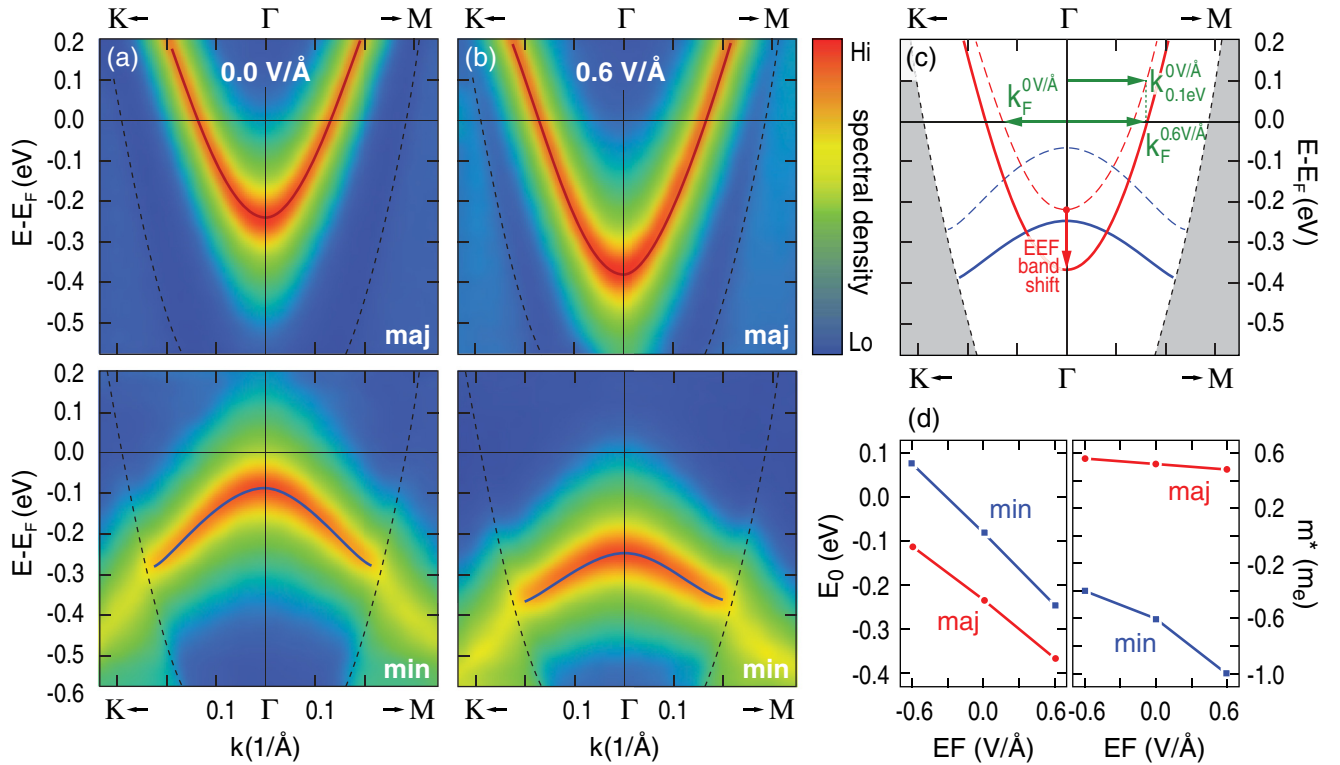 K ← Γ → M
K ← Γ → M
K ← Γ → M
(a) 0.0 V/Å
(b) 0.6 V/Å
(c)
0.2
0.1
0.0
-0.1
-0.2
-0.3
-0.4
-0.5
E-E_F (eV)
maj
maj
Hi
spectral density
Lo
k_F^{0V/Å}
k_{0.1eV}^{0V/Å}
k_F^{0.6V/Å}
EEF
band
shift
0.2
0.1
0.0
-0.1
-0.2
-0.3
-0.4
-0.5
E-E_F (eV)
K ← Γ → M
0.2
0.1
0.0
-0.1
-0.2
-0.3
-0.4
-0.5
-0.6
E-E_F (eV)
min
min
K ← 0.1 Γ 0.1 → M
K ← 0.1 Γ 0.1 → M
k(1/Å)
k(1/Å)
(d)
0.1
0.0
-0.1
-0.2
-0.3
-0.4
E_0 (eV)
min
maj
maj
min
0.6
0.2
-0.2
-0.6
-1.0
m* (m_e)
-0.6 0.0 0.6
-0.6 0.0 0.6
EF (V/Å)
EF (V/Å)